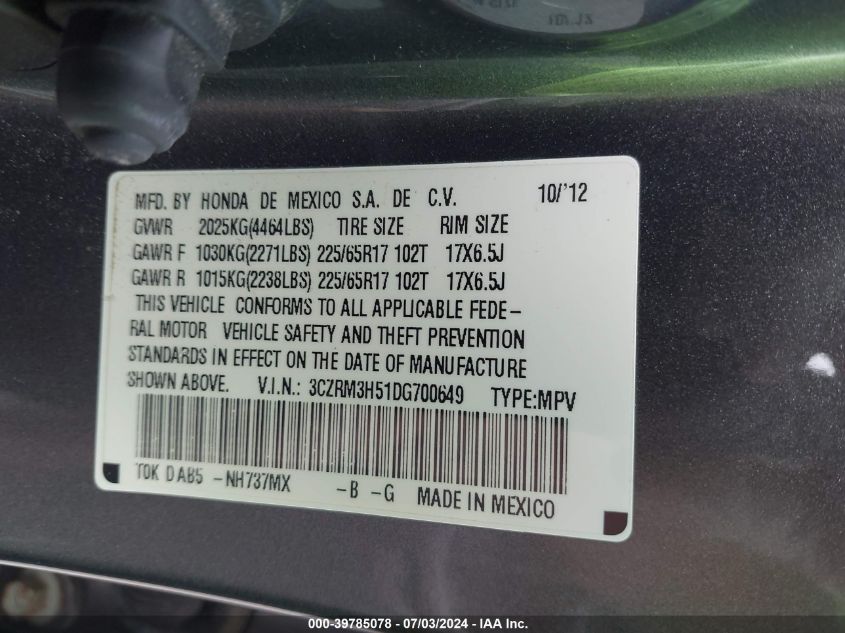 MFD. BY HONDA DE MEXICO S.A. DE C.V. 10/'12
GVWR 2025KG(4464LBS) TIRE SIZE RIM SIZE
GAWR F 1030KG(2271LBS) 225/65R17 102T 17X6.5J
GAWR R 1015KG(2238LBS) 225/65R17 102T 17X6.5J
THIS VEHICLE CONFORMS TO ALL APPLICABLE FEDE-
RAL MOTOR VEHICLE SAFETY AND THEFT PREVENTION
STANDARDS IN EFFECT ON THE DATE OF MANUFACTURE
SHOWN ABOVE. V.I.N.: 3CZRM3H51DG700649 TYPE:MPV
T0K D AB5 -NH737MX -B -G MADE IN MEXICO
000-39785078 - 07/03/2024 - IAA Inc.